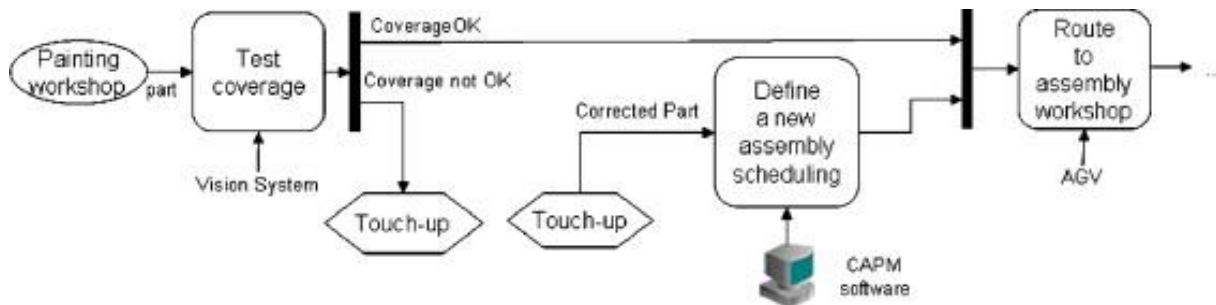 Painting
workshop
part
Test
coverage
Vision System
CoverageOK
Coverage not OK
Touch-up
Corrected Part
Touch-up
Define
a new
assembly
scheduling
CAPM
software
Route
to
assembly
workshop
AGV
...